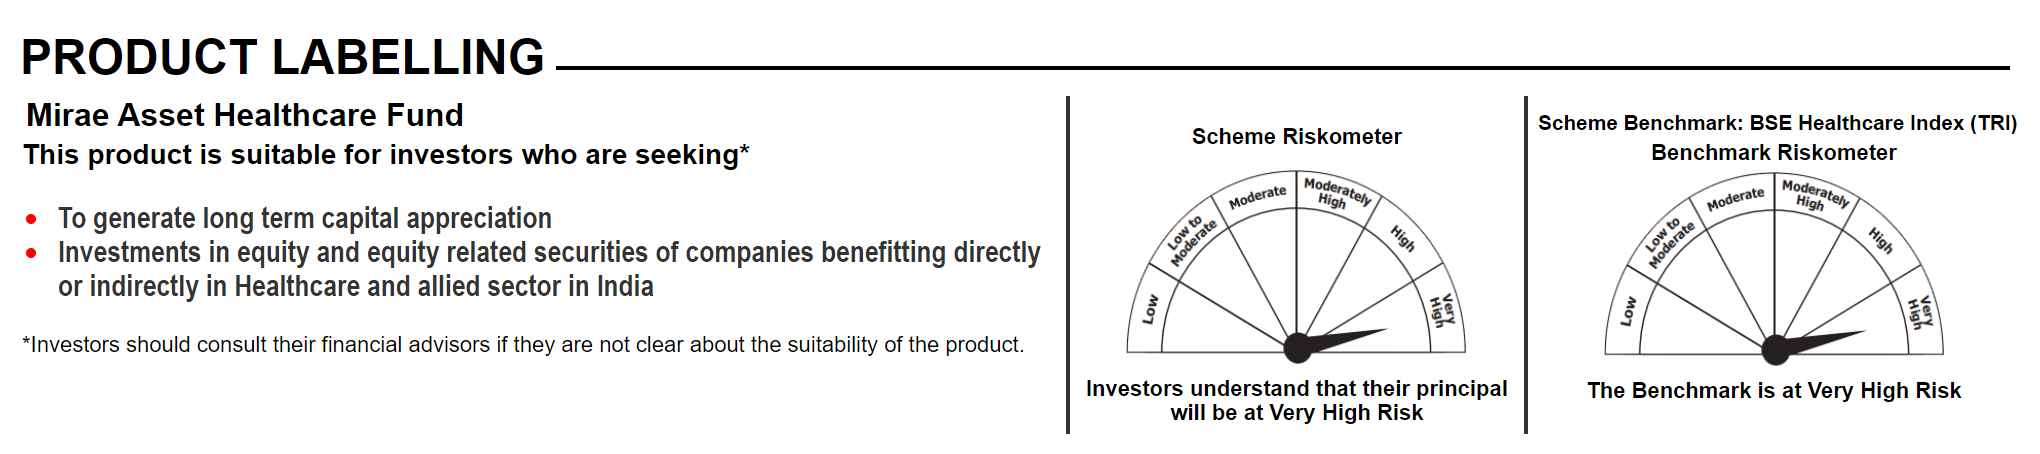 PRODUCT LABELLING
Mirae Asset Healthcare Fund
This product is suitable for investors who are seeking*
To generate long term capital appreciation
Investments in equity and equity related securities of companies benefitting directly
or indirectly in Healthcare and allied sector in India
*Investors should consult their financial advisors if they are not clear about the suitability of the product.
Scheme Riskometer
Low
Low to
Moderate
Moderate
Moderately
High
High
Very
High
Investors understand that their principal
will be at Very High Risk
Scheme Benchmark: BSE Healthcare Index (TRI)
Benchmark Riskometer
Low
Low to
Moderate
Moderate
Moderately
High
High
Very
High
The Benchmark is at Very High Risk